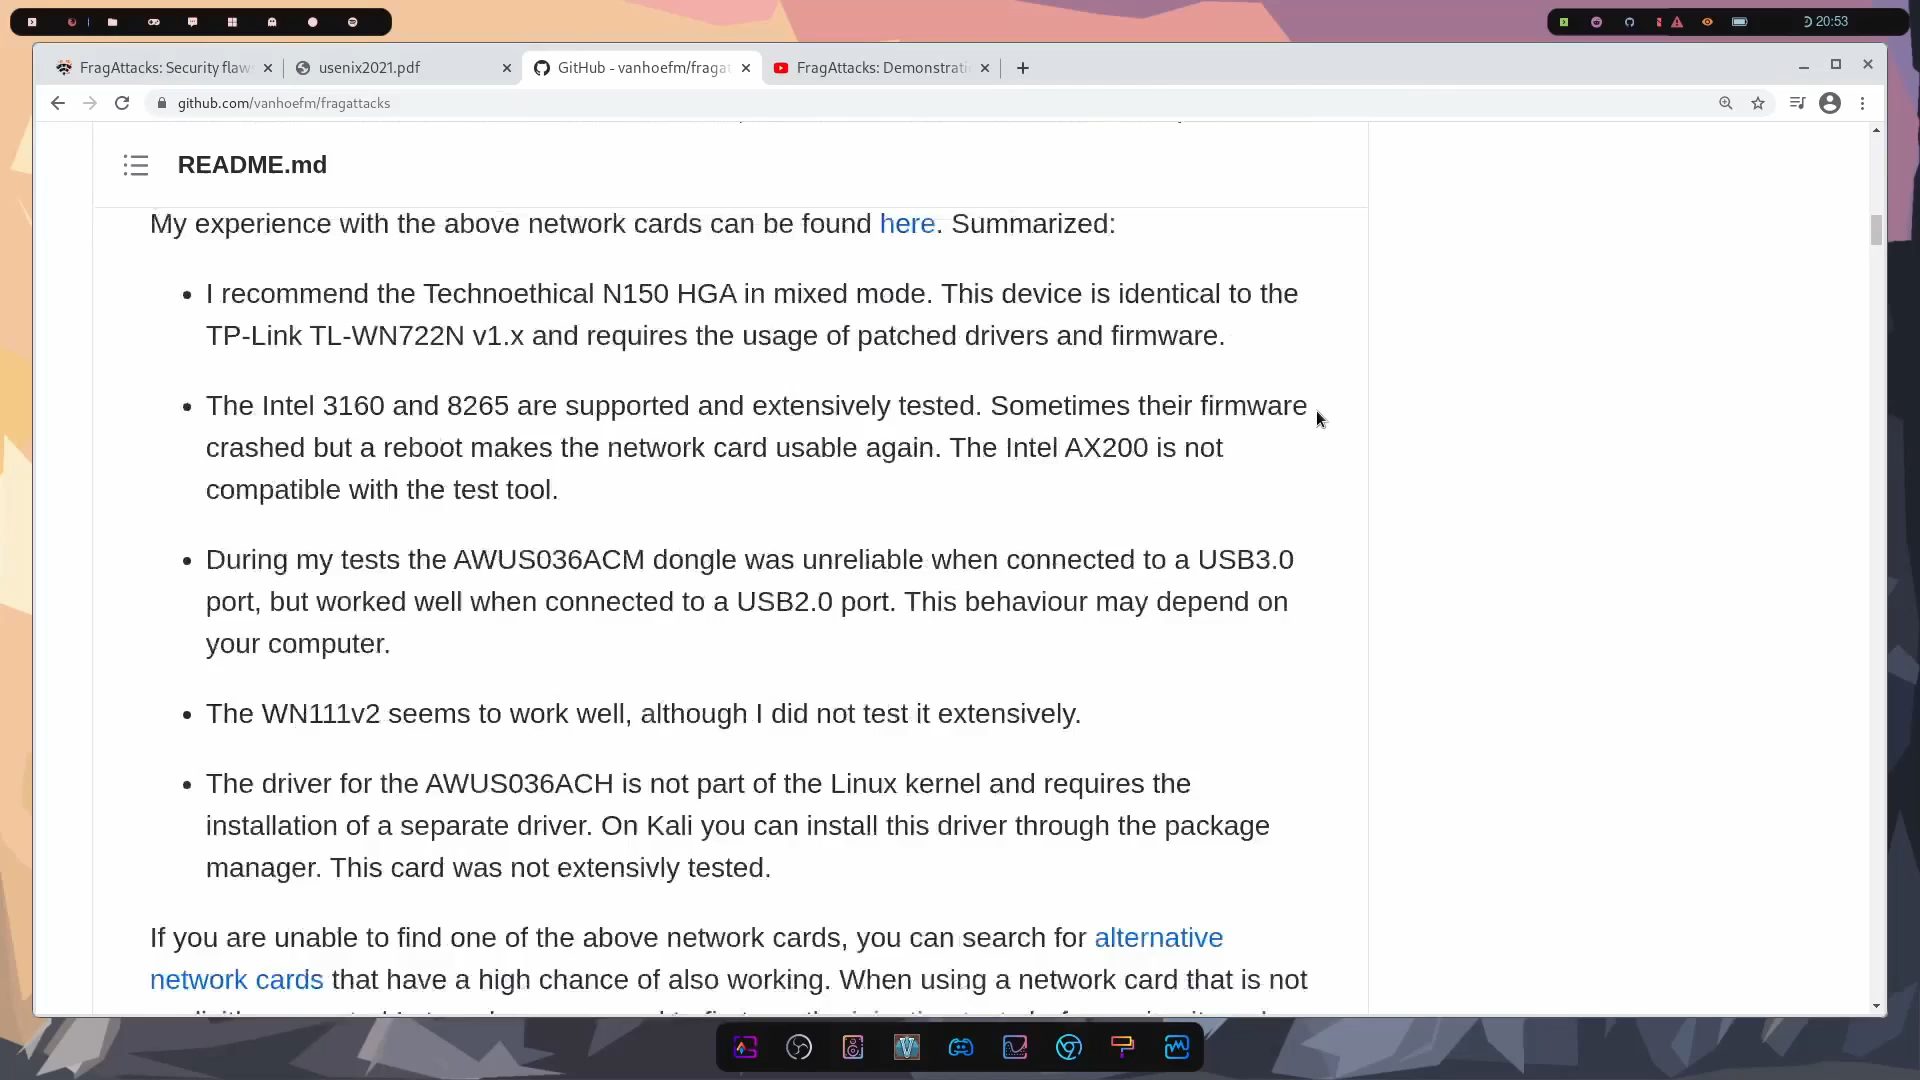 20:53
FragAttacks: Security flaw
usenix2021.pdf
GitHub - vanhoefm/fragat
FragAttacks: Demonstrati
github.com/vanhoefm/fragattacks
README.md
My experience with the above network cards can be found here. Summarized:
• I recommend the Technoethical N150 HGA in mixed mode. This device is identical to the
TP-Link TL-WN722N v1.x and requires the usage of patched drivers and firmware.
• The Intel 3160 and 8265 are supported and extensively tested. Sometimes their firmware
crashed but a reboot makes the network card usable again. The Intel AX200 is not
compatible with the test tool.
• During my tests the AWUS036ACM dongle was unreliable when connected to a USB3.0
port, but worked well when connected to a USB2.0 port. This behaviour may depend on
your computer.
• The WN111v2 seems to work well, although I did not test it extensively.
• The driver for the AWUS036ACH is not part of the Linux kernel and requires the
installation of a separate driver. On Kali you can install this driver through the package
manager. This card was not extensivly tested.
If you are unable to find one of the above network cards, you can search for alternative
network cards that have a high chance of also working. When using a network card that is not